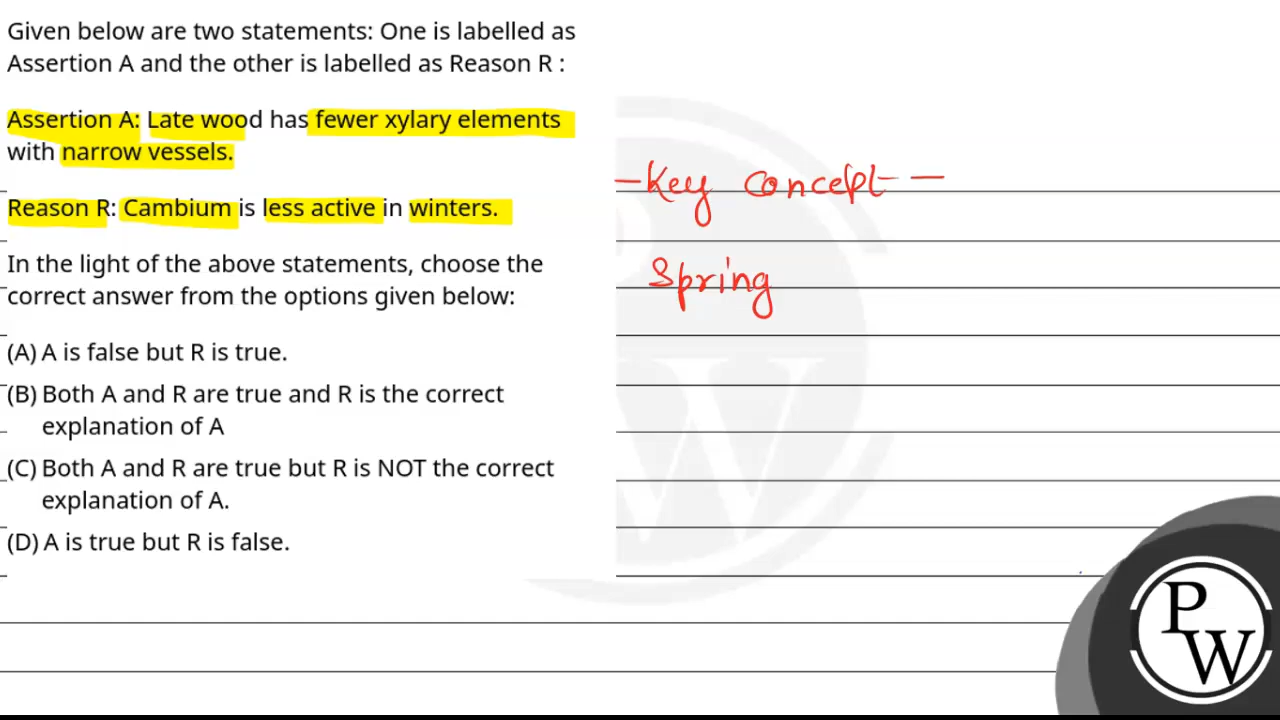 Given below are two statements: One is labelled as
Assertion A and the other is labelled as Reason R :
Assertion A: Late wood has fewer xylary elements
with narrow vessels.
Reason R: Cambium is less active in winters.
In the light of the above statements, choose the
correct answer from the options given below:
(A) A is false but R is true.
(B) Both A and R are true and R is the correct
explanation of A
(C) Both A and R are true but R is NOT the correct
explanation of A.
(D) A is true but R is false.
-Key Concept-
Spring
PW